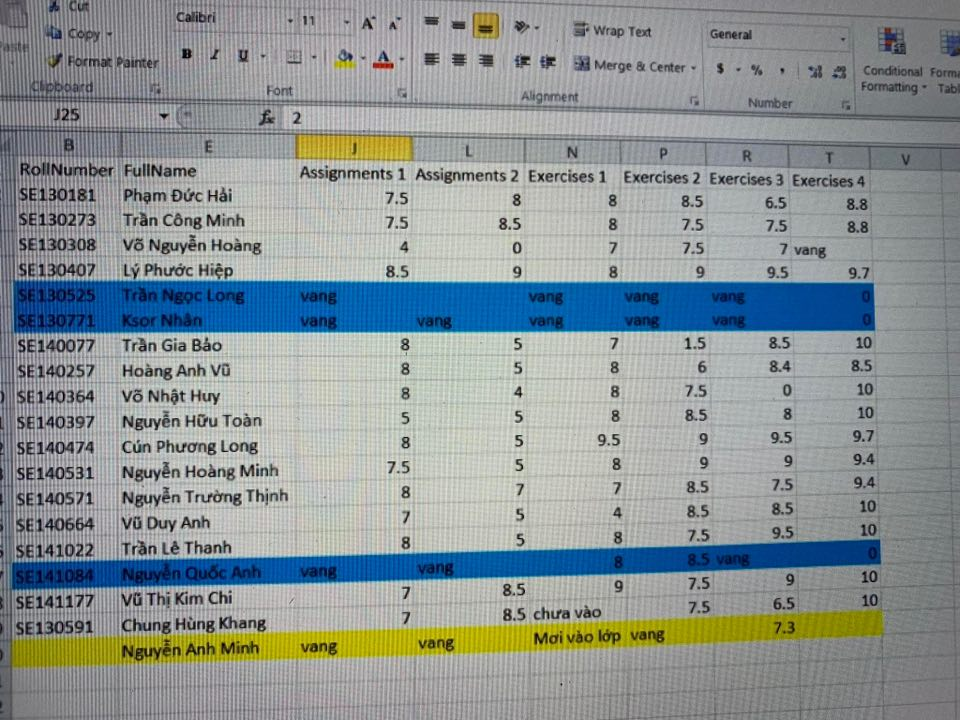 Cut
Calibri 11
Wrap Text
General
Copy
Paste
B I U
Format Painter
Merge & Center
$ % ,
Conditional
Formatting
Clipboard
Font
Alignment
Number
J25 fx 2
B E J L N P R T V
RollNumber FullName Assignments 1 Assignments 2 Exercises 1 Exercises 2 Exercises 3 Exercises 4
SE130181 Phạm Đức Hải 7.5 8 8 8.5 6.5 8.8
SE130273 Trần Công Minh 7.5 8.5 8 7.5 7.5 8.8
SE130308 Võ Nguyễn Hoàng 4 0 7 7.5 7 vang
SE130407 Lý Phước Hiệp 8.5 9 8 9 9.5 9.7
SE130525 Trần Ngọc Long vang vang vang vang 0
SE130771 Ksor Nhân vang vang vang vang vang 0
SE140077 Trần Gia Bảo 8 5 7 1.5 8.5 10
SE140257 Hoàng Anh Vũ 8 5 8 6 8.4 8.5
SE140364 Võ Nhật Huy 8 4 8 7.5 0 10
SE140397 Nguyễn Hữu Toàn 5 5 8 8.5 8 10
SE140474 Cún Phương Long 8 5 9.5 9 9.5 9.7
SE140531 Nguyễn Hoàng Minh 7.5 5 8 9 9 9.4
SE140571 Nguyễn Trường Thịnh 8 7 7 8.5 7.5 9.4
SE140664 Vũ Duy Anh 7 5 4 8.5 8.5 10
SE141022 Trần Lê Thanh 8 5 8 7.5 9.5 10
SE141084 Nguyễn Quốc Anh vang vang 8 8.5 vang 0
SE141177 Vũ Thị Kim Chi 7 8.5 9 7.5 9 10
SE130591 Chung Hùng Khang 7 8.5 chưa vào 7.5 6.5 10
Nguyễn Anh Minh vang vang Mơi vào lớp vang 7.3